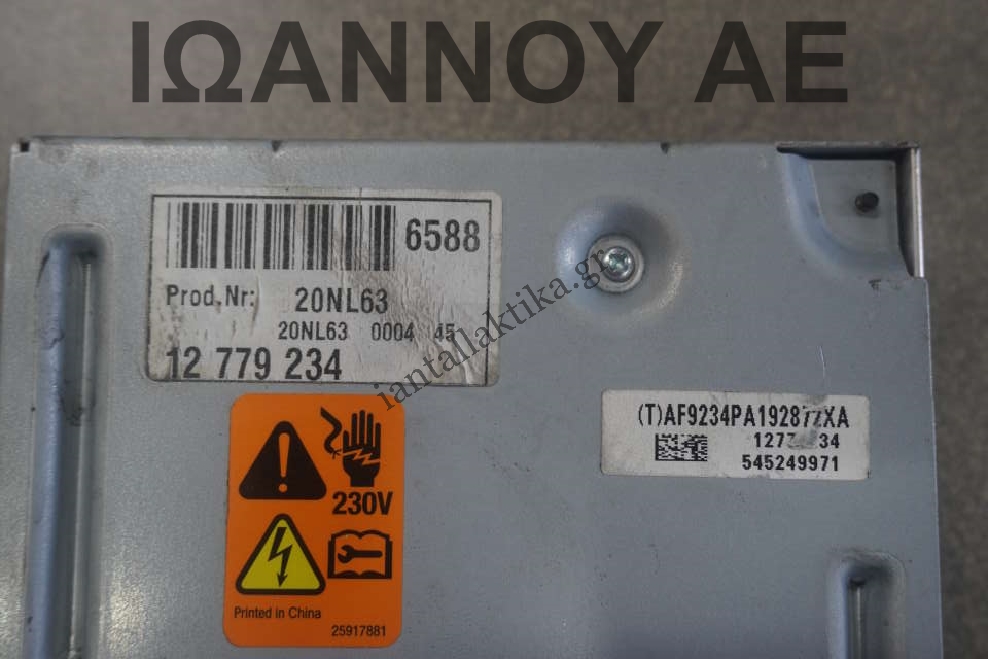 ΙΩΑΝΝΟΥ ΑΕ
6588
Prod.Nr: 20NL63
20NL63 0004 45
12 779 234
iantallaktika.gr
230V
Printed in China
25917881
(T)AF9234PA192872XA
545249971